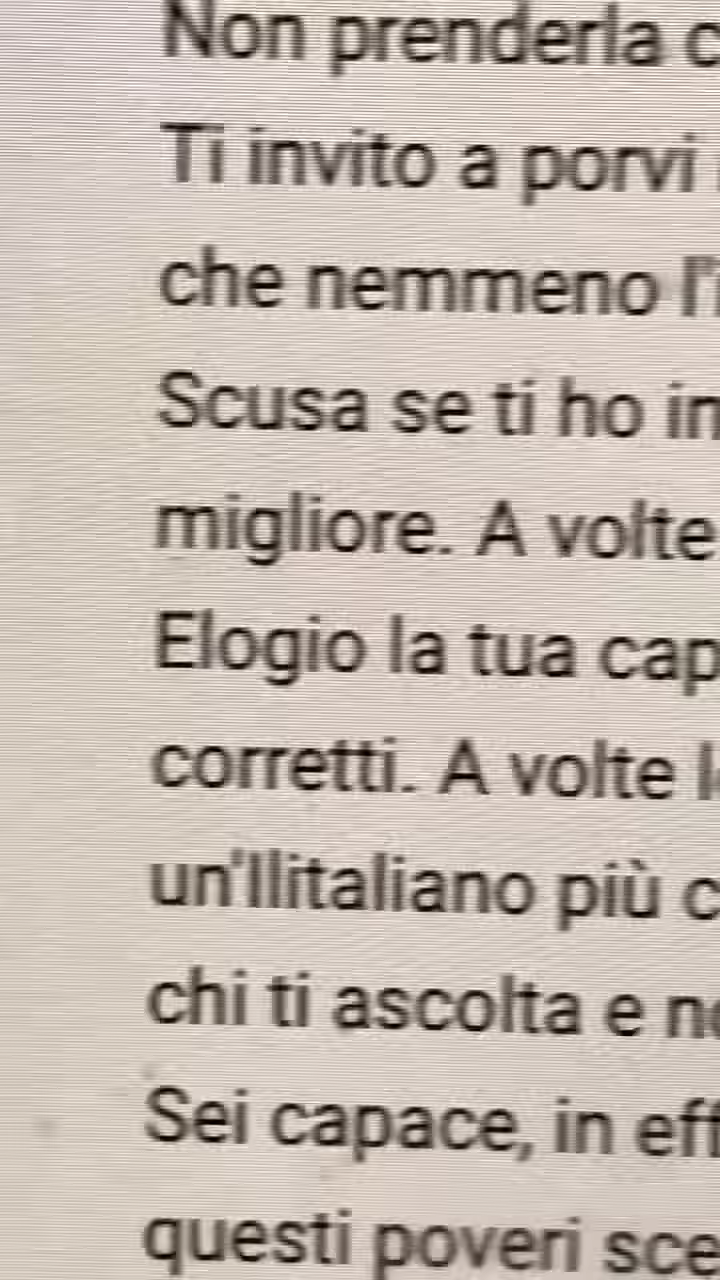 Non prenderla
Ti invito a porvi
che nemmeno
Scusa se ti ho
migliore. A volte
Elogio la tua
corretti. A volte
un'Ilitaliano più
chi ti ascolta e
Sei capace, in
questi poveri